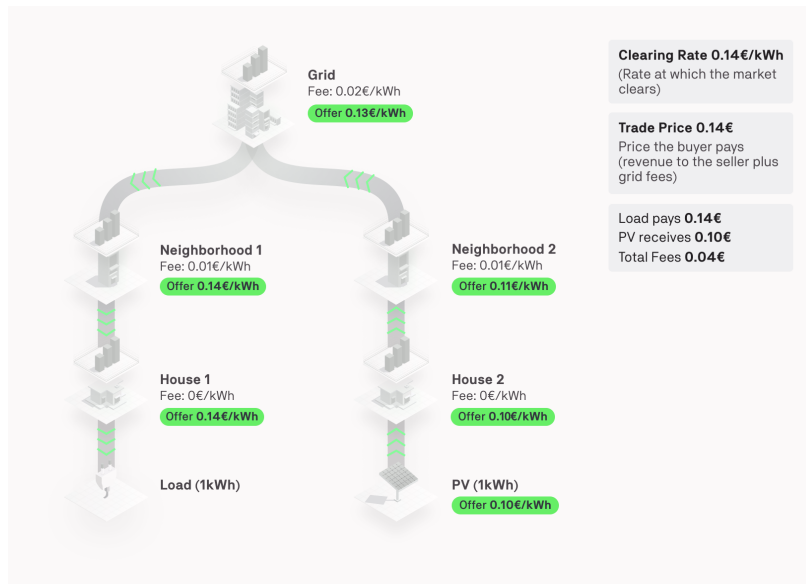 Grid
Fee: 0.02€/kWh
Offer 0.13€/kWh
Neighborhood 1
Fee: 0.01€/kWh
Offer 0.14€/kWh
Neighborhood 2
Fee: 0.01€/kWh
Offer 0.11€/kWh
House 1
Fee: 0€/kWh
Offer 0.14€/kWh
House 2
Fee: 0€/kWh
Offer 0.10€/kWh
Load (1kWh)
PV (1kWh)
Offer 0.10€/kWh
Clearing Rate 0.14€/kWh
(Rate at which the market
clears)
Trade Price 0.14€
Price the buyer pays
(revenue to the seller plus
grid fees)
Load pays 0.14€
PV receives 0.10€
Total Fees 0.04€